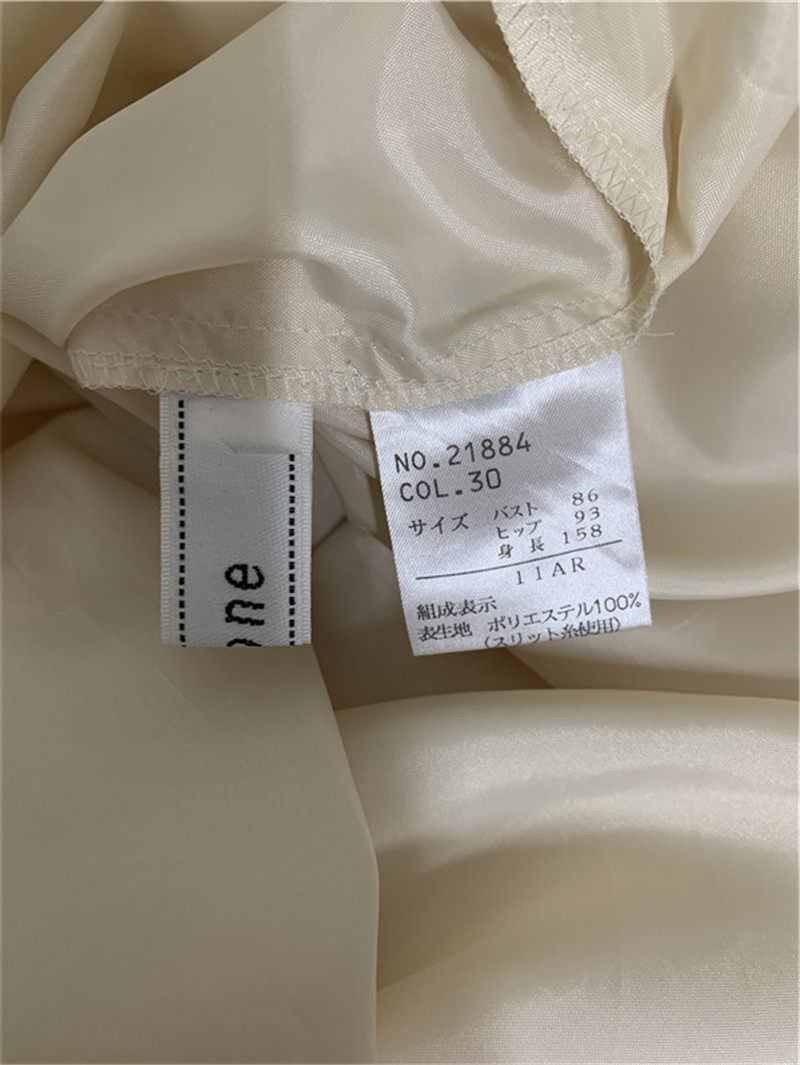 one
NO.21884
COL.30
サイズ バスト 86
ヒップ 93
身長 158
11AR
組成表示
表生地 ポリエステル100%
(スリット糸使用)